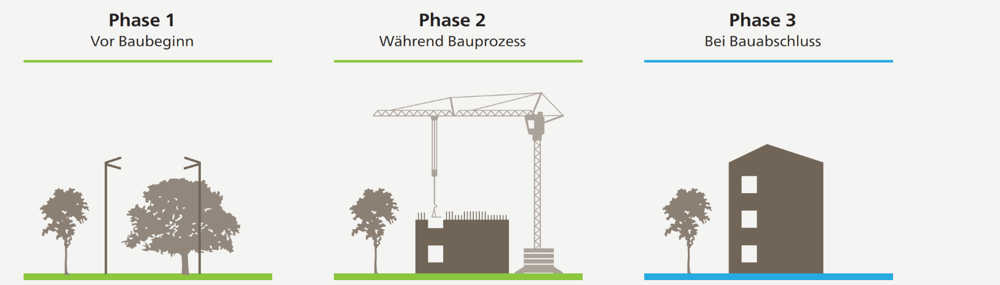 Phase 1
Vor Baubeginn
Phase 2
Während Bauprozess
Phase 3
Bei Bauabschluss